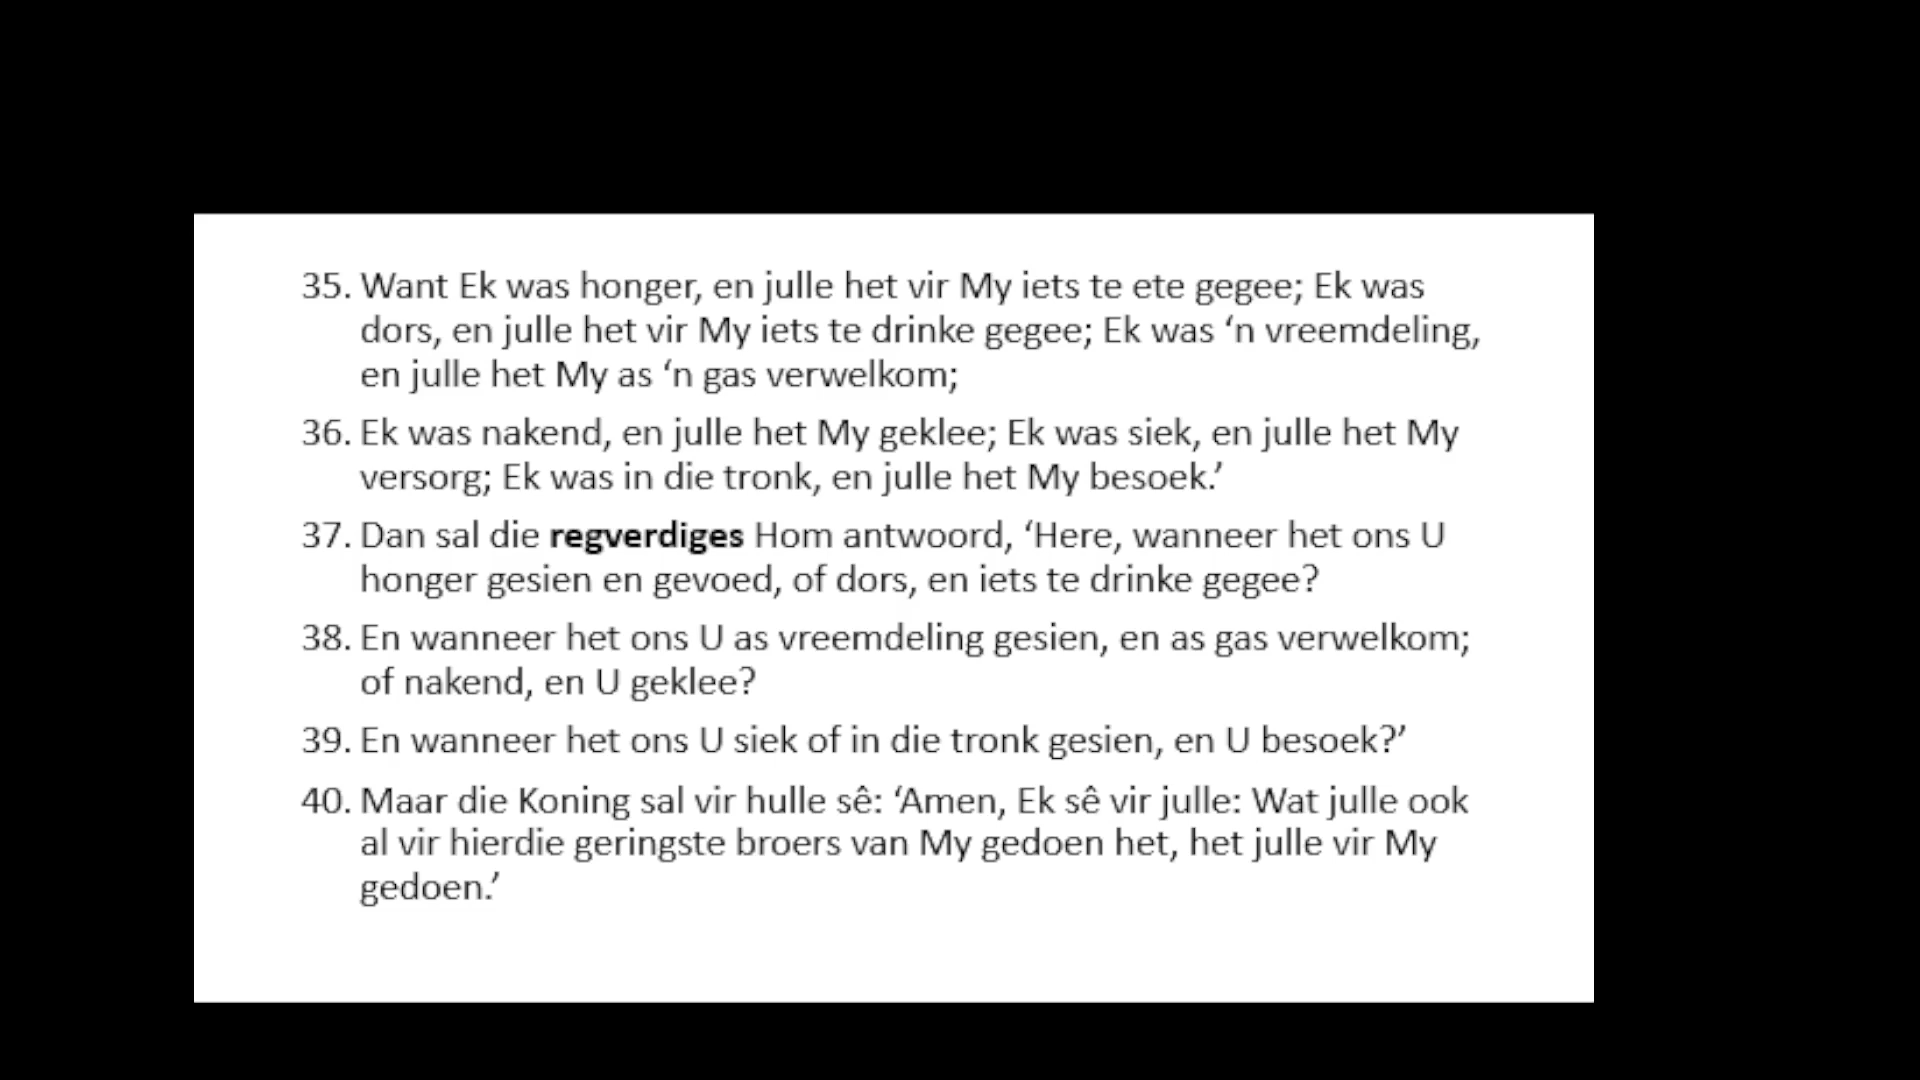 35. Want Ek was honger, en julle het vir My iets te ete gegee; Ek was
dors, en julle het vir My iets te drinke gegee; Ek was ‘n vreemdeling,
en julle het My as ‘n gas verwelkom;
36. Ek was nakend, en julle het My geklee; Ek was siek, en julle het My
versorg; Ek was in die tronk, en julle het My besoek.’
37. Dan sal die regverdiges Hom antwoord, ‘Here, wanneer het ons U
honger gesien en gevoed, of dors, en iets te drinke gegee?
38. En wanneer het ons U as vreemdeling gesien, en as gas verwelkom;
of nakend, en U geklee?
39. En wanneer het ons U siek of in die tronk gesien, en U besoek?’
40. Maar die Koning sal vir hulle sê: ‘Amen, Ek sê vir julle: Wat julle ook
al vir hierdie geringste broers van My gedoen het, het julle vir My
gedoen.’